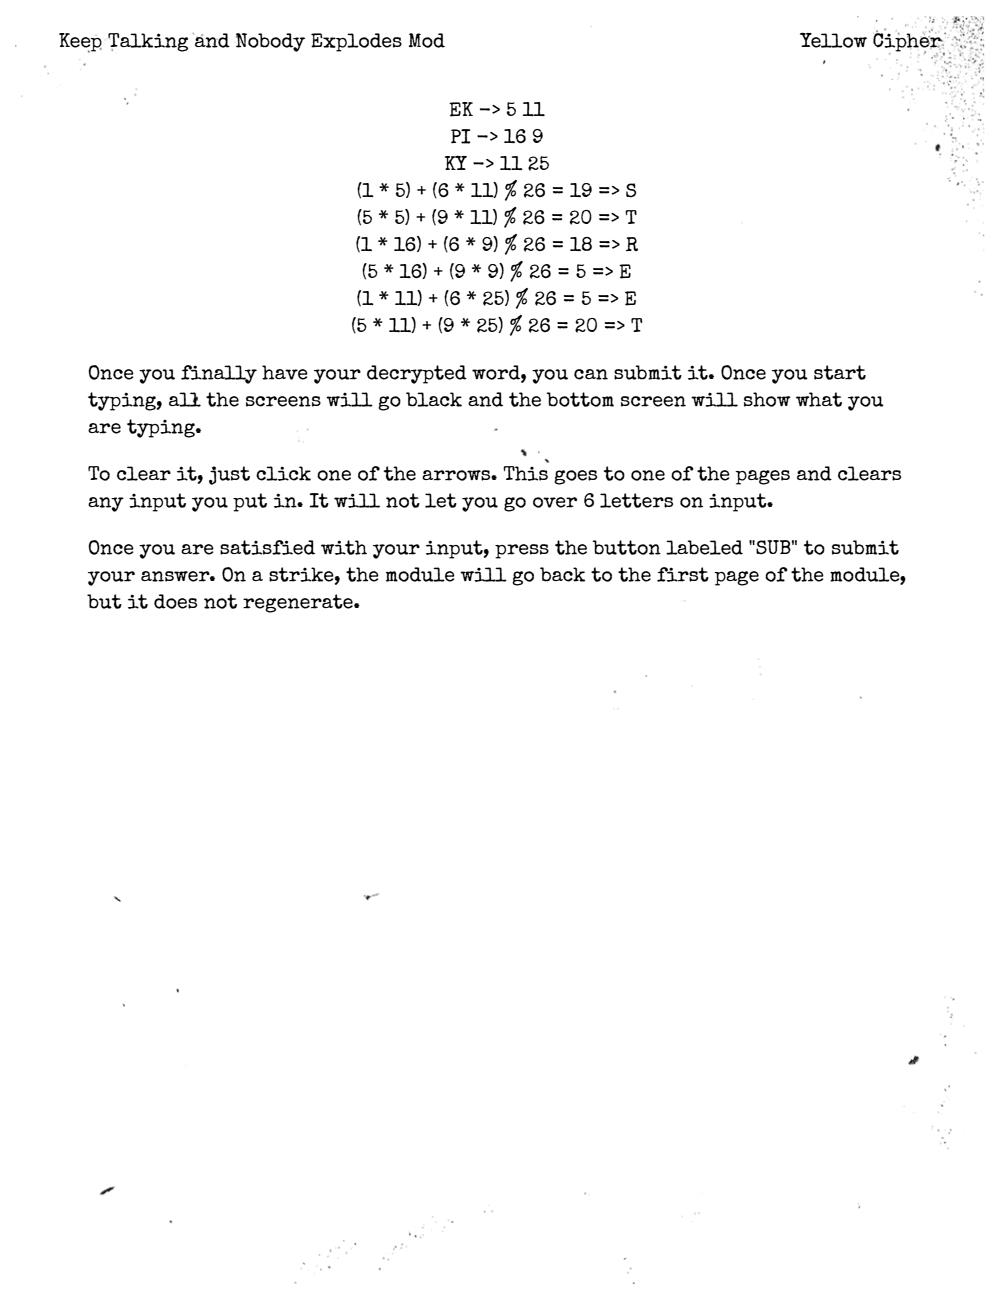 Keep Talking and Nobody Explodes Mod
Yellow Cipher
EK -> 5 11
PI -> 16 9
KY -> 11 25
(1 * 5) + (6 * 11) % 26 = 19 => S
(5 * 5) + (9 * 11) % 26 = 20 => T
(1 * 16) + (6 * 9) % 26 = 18 => R
(5 * 16) + (9 * 9) % 26 = 5 => E
(1 * 11) + (6 * 25) % 26 = 5 => E
(5 * 11) + (9 * 25) % 26 = 20 => T
Once you finally have your decrypted word, you can submit it. Once you start
typing, all the screens will go black and the bottom screen will show what you
are typing.
To clear it, just click one of the arrows. This goes to one of the pages and clears
any input you put in. It will not let you go over 6 letters on input.
Once you are satisfied with your input, press the button labeled "SUB" to submit
your answer. On a strike, the module will go back to the first page of the module,
but it does not regenerate.